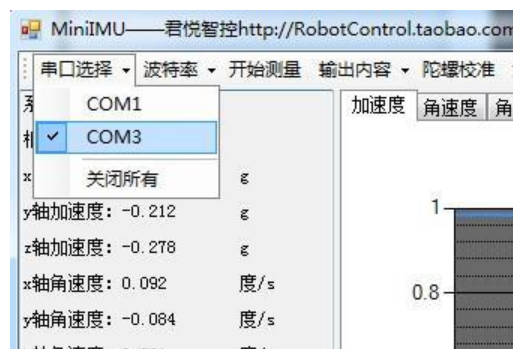 MiniIMU——君悦智控http://RobotControl.taobao.com
串口选择 波特率 开始测量 输出内容 陀螺校准
COM1
COM3
关闭所有
加速度 角速度 角
x g
y轴加速度: -0.212 g
z轴加速度: -0.278 g
x轴角速度: 0.092 度/s
y轴角速度: -0.084 度/s
1
0.8